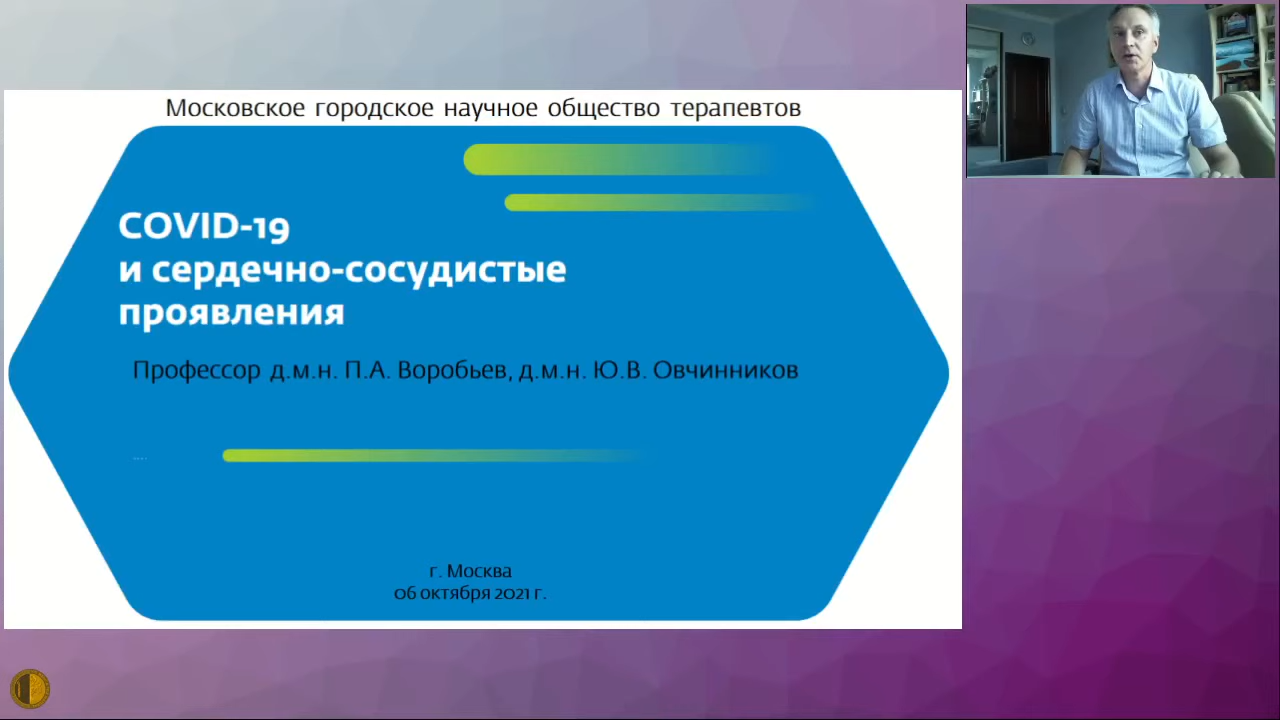 Московское городское научное общество терапевтов
COVID-19
и сердечно-сосудистые
проявления
Профессор д.м.н. П.А. Воробьев, д.м.н. Ю.В. Овчинников
....
г. Москва
06 октября 2021 г.